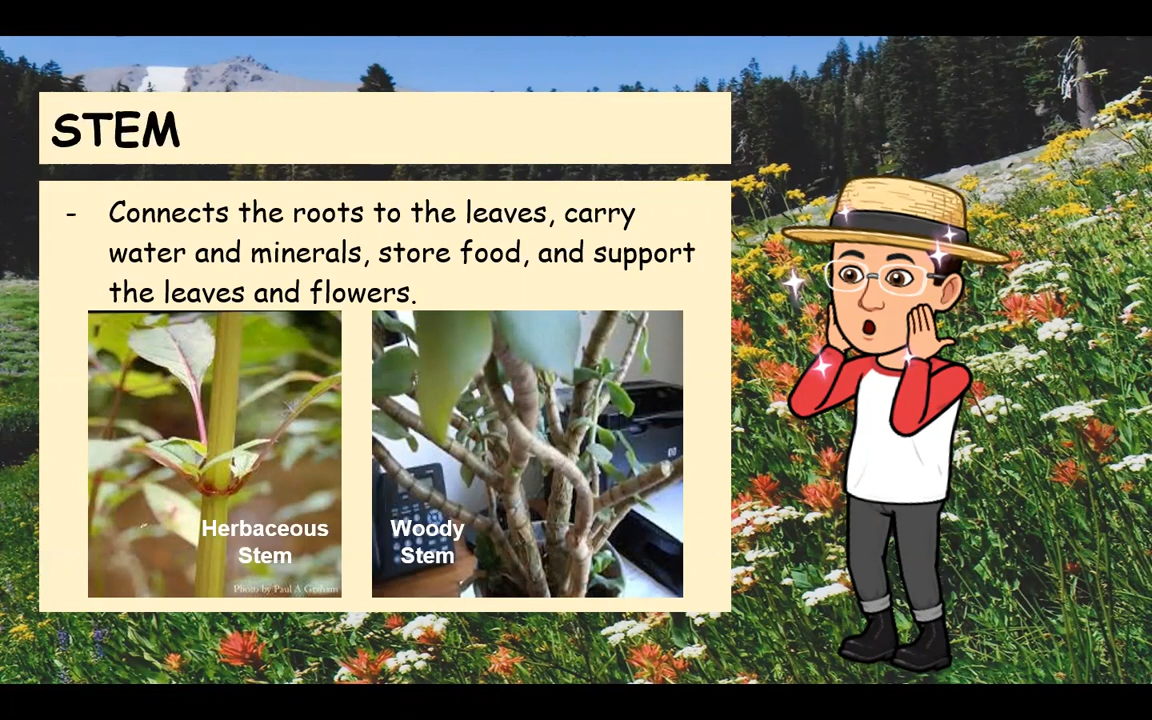 STEM
- Connects the roots to the leaves, carry
water and minerals, store food, and support
the leaves and flowers.
Herbaceous
Stem
Photo by Paul A Graham
Woody
Stem